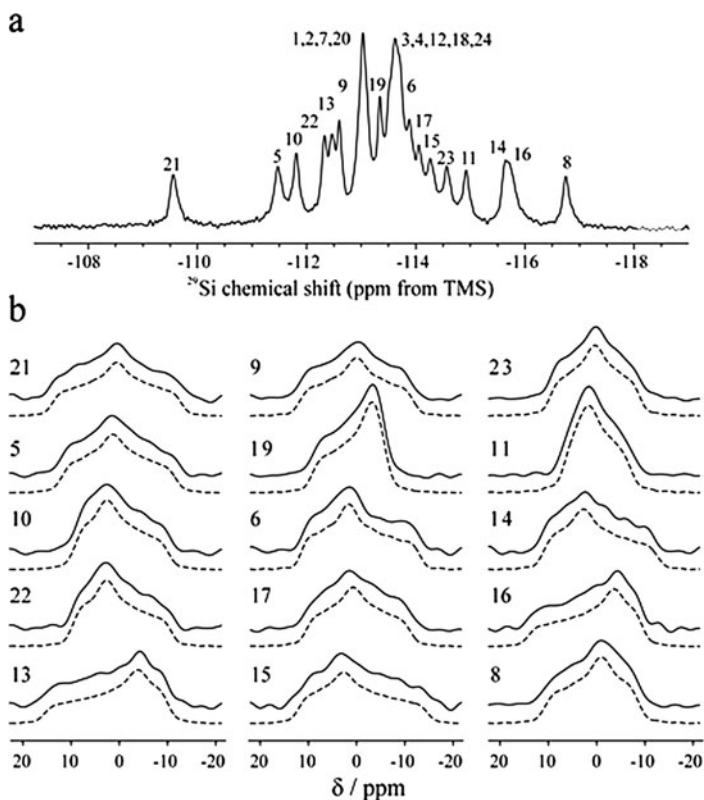 a
1,2,7,20
3,4,12,18,24
9
19
6
13
22
17
10
15
5
23
11
14
16
21
8
-108 -110 -112 -114 -116 -118
29Si chemical shift (ppm from TMS)
b
21 9 23
5 19 11
10 6 14
22 17 16
13 15 8
20 10 0 -10 -20 20 10 0 -10 -20 20 10 0 -10 -20
δ / ppm